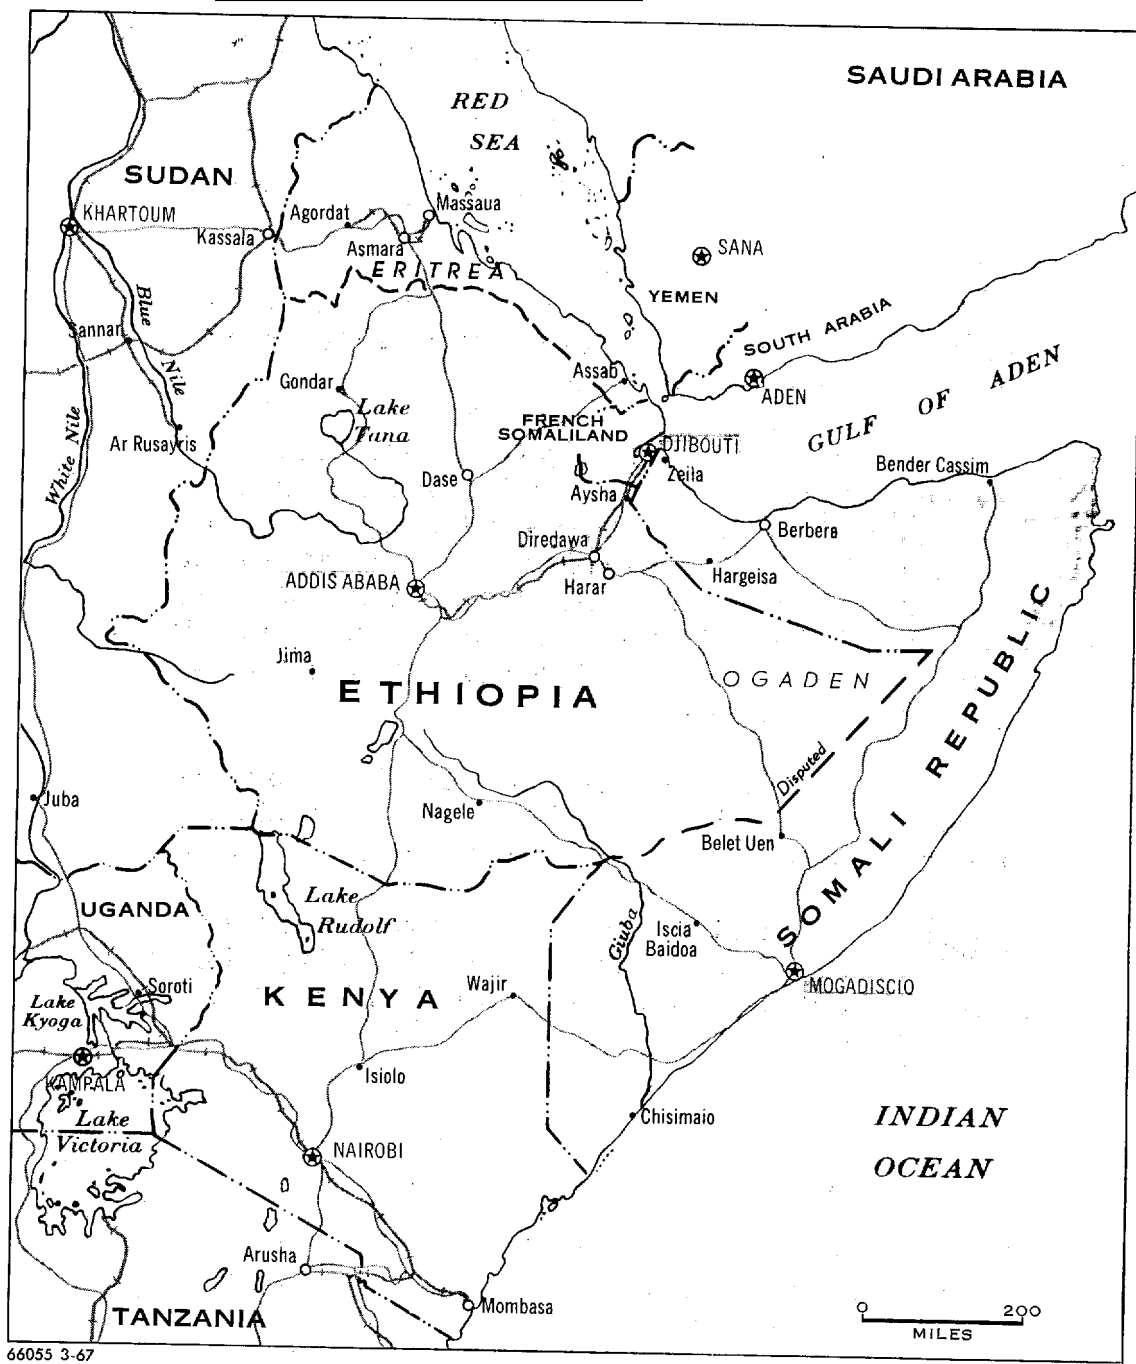 SAUDI ARABIA
RED
SEA
SUDAN
KHARTOUM
Kassala
Agordat
Massaua
Asmara
ERITREA
SANA
YEMEN
SOUTH ARABIA
ADEN
GULF OF ADEN
Blue
Nile
Sannar
White Nile
Ar Rusayris
Gondar
Lake
Tana
Assab
FRENCH
SOMALILAND
DJIBOUTI
Zeila
Aysha
Dase
Diredawa
Harar
Bender Cassim
Berbera
Hargeisa
ADDIS ABABA
Jima
ETHIOPIA
OGADEN
Disputed
SOMALI REPUBLIC
Juba
Nagele
Belet Uen
UGANDA
Lake
Rudolf
Giuba
Iscia
Baidoa
Soroti
Lake
Kyoga
KENYA
Wajir
MOGADISCIO
KAMPALA
Isiolo
Lake
Victoria
NAIROBI
Chisimaio
INDIAN
OCEAN
Arusha
TANZANIA
Mombasa
0 200
MILES
66055 3-67